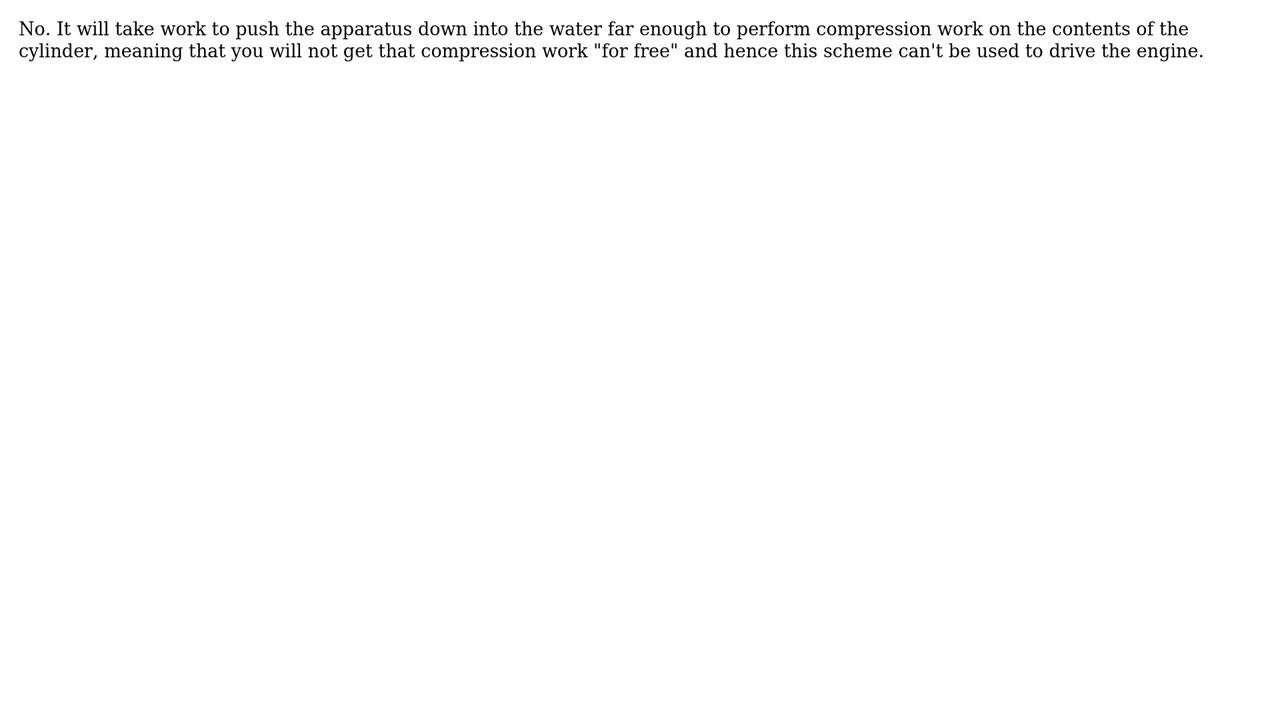 No. It will take work to push the apparatus down into the water far enough to perform compression work on the contents of the
cylinder, meaning that you will not get that compression work "for free" and hence this scheme can't be used to drive the engine.